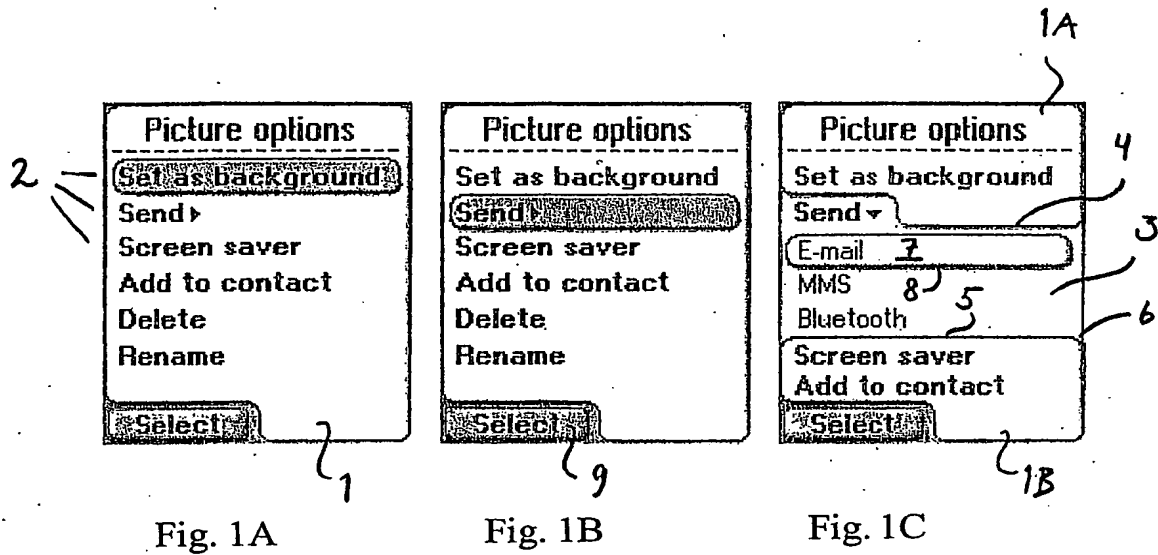 1A
Picture options
Set as background
Send ▸
Screen saver
Add to contact
Delete
Rename
Select
2
1
Fig. 1A
Picture options
Set as background
Send ▸
Screen saver
Add to contact
Delete
Rename
Select
9
Fig. 1B
Picture options
Set as background
Send ▾
E-mail 7
MMS
Bluetooth
Screen saver
Add to contact
Select
4
3
8
5
6
1B
Fig. 1C